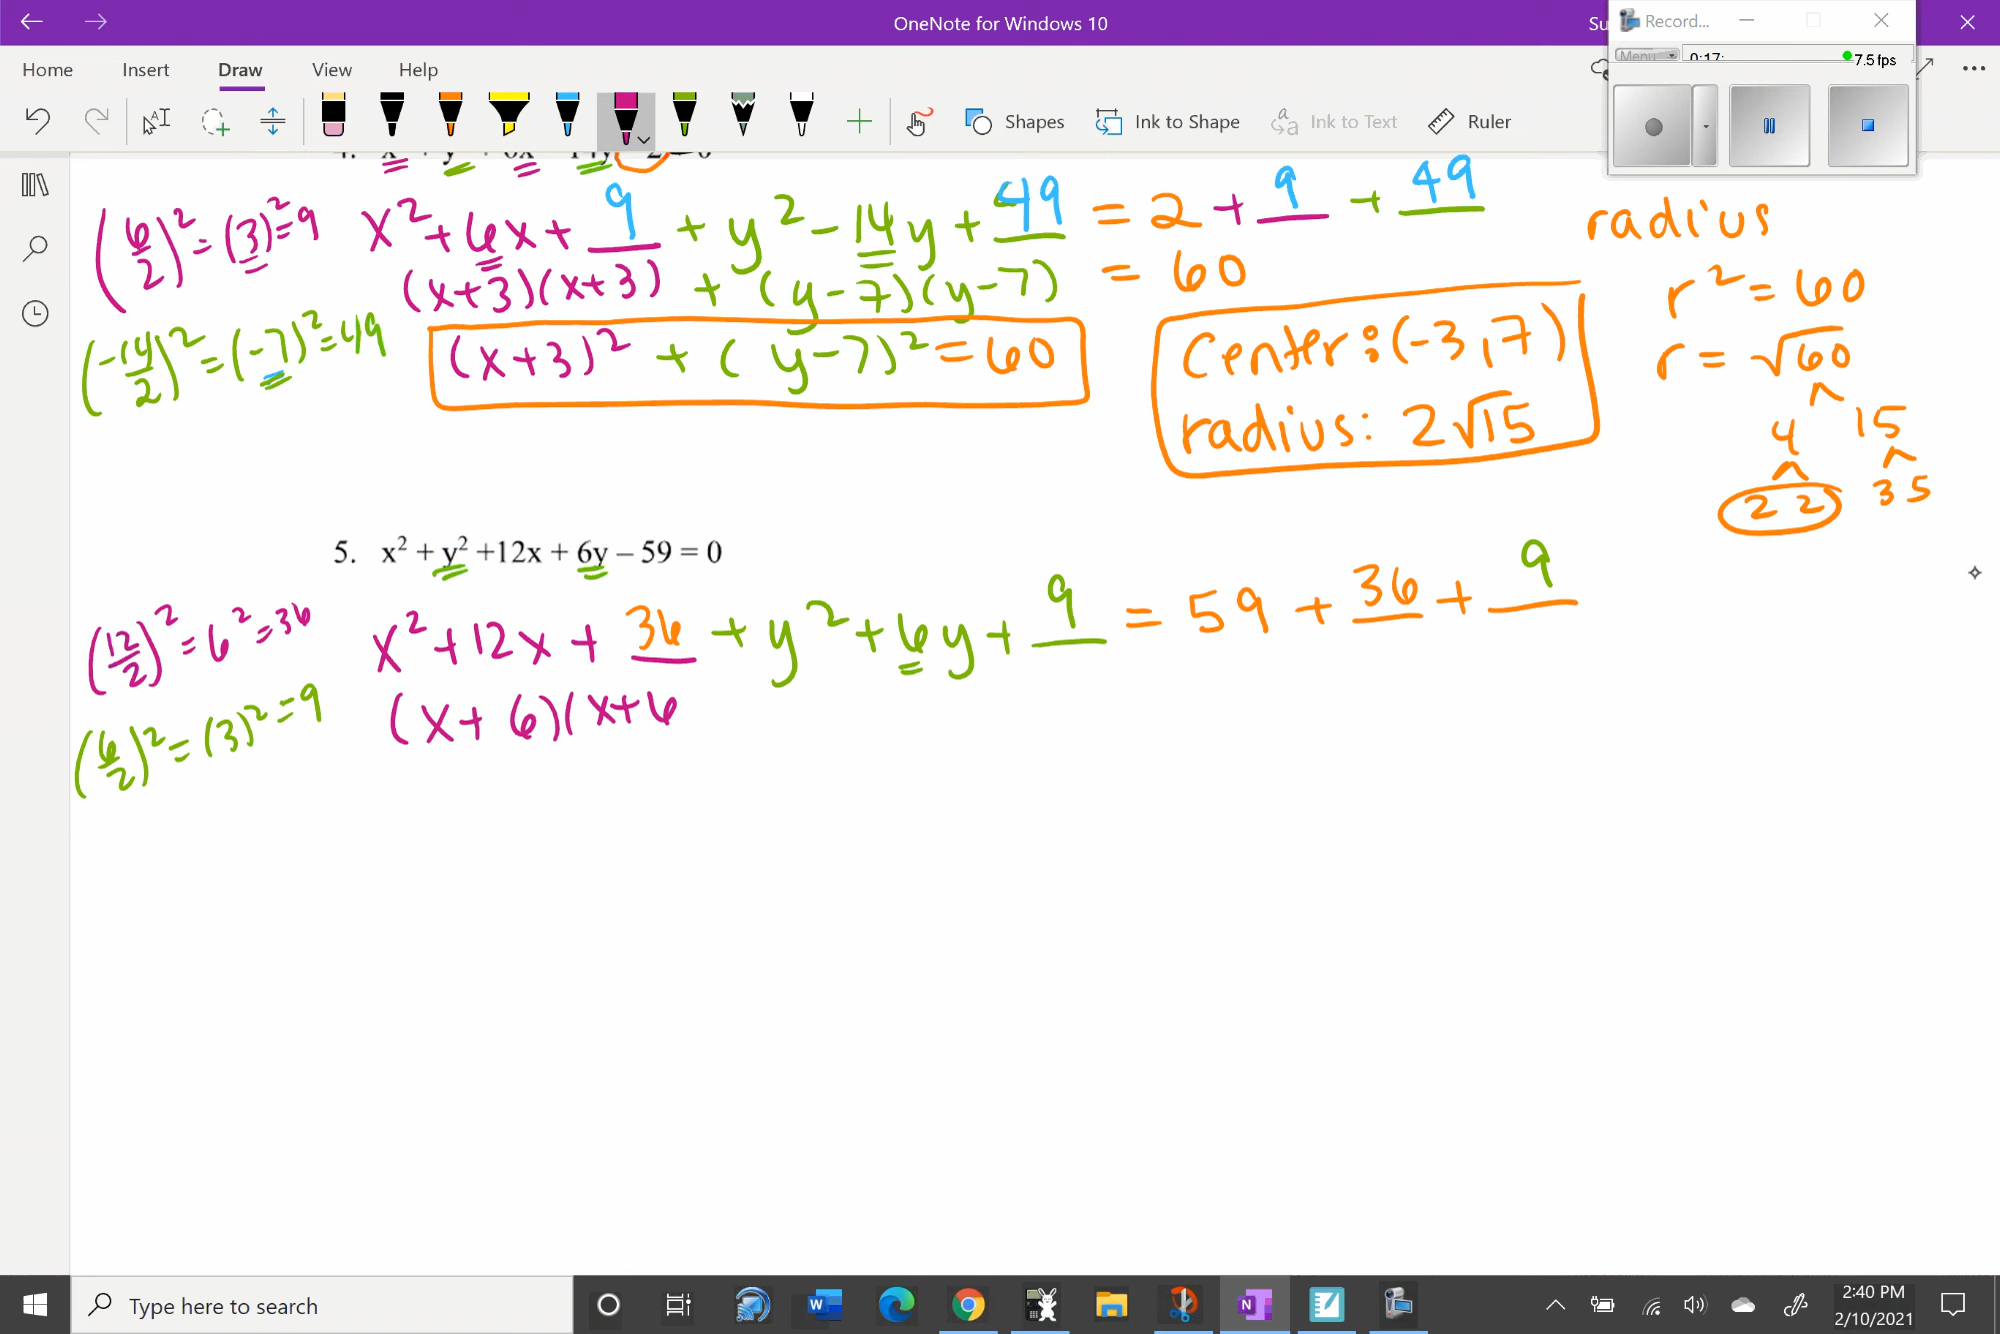 OneNote for Windows 10
Su
Record...
Menu
0:17:
7.5 fps
Home Insert Draw View Help
Shapes Ink to Shape Ink to Text Ruler
(6/2)² = (3)² = 9 x² + 6x + 9 + y² - 14y + 49 = 2 + 9 + 49
(x+3)(x+3) + (y-7)(y-7) = 60
(-14/2)² = (-7)² = 49 (x+3)² + (y-7)² = 60
Center: (-3,7)
radius: 2√15
radius
r² = 60
r = √60
4 15
2 2 3 5
5. x² + y² +12x + 6y – 59 = 0
(12/2)² = 6² = 36 x² + 12x + 36 + y² + 6y + 9 = 59 + 36 + 9
(6/2)² = (3)² = 9 (x + 6)(x+6
Type here to search
2:40 PM
2/10/2021